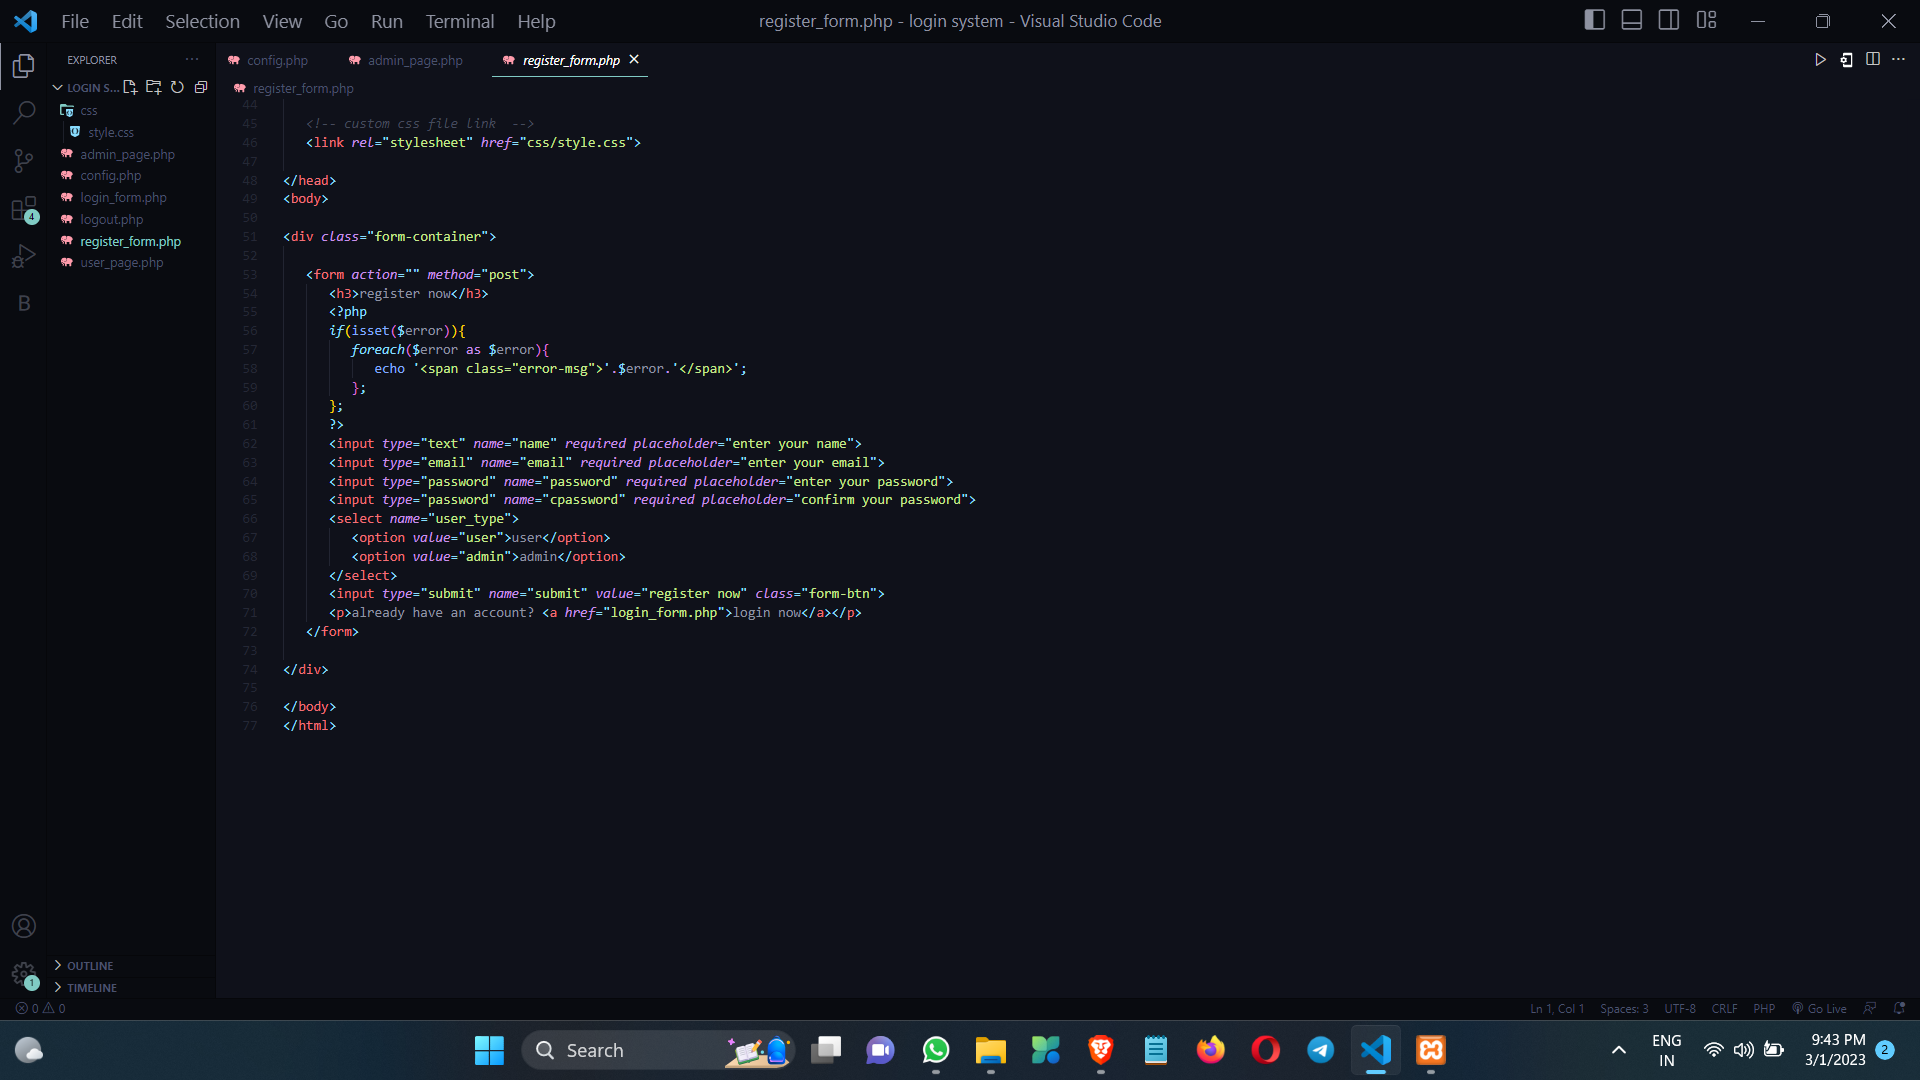 File Edit Selection View Go Run Terminal Help
register_form.php - login system - Visual Studio Code
EXPLORER
LOGIN S...
css
style.css
admin_page.php
config.php
login_form.php
logout.php
register_form.php
user_page.php
OUTLINE
TIMELINE
4
B
1
config.php admin_page.php register_form.php
register_form.php
44
45 <!-- custom css file link  -->
46 <link rel="stylesheet" href="css/style.css">
47
48 </head>
49 <body>
50
51 <div class="form-container">
52
53 <form action="" method="post">
54 <h3>register now</h3>
55 <?php
56 if(isset($error)){
57 foreach($error as $error){
58 echo '<span class="error-msg">'.$error.'</span>';
59 };
60 };
61 ?>
62 <input type="text" name="name" required placeholder="enter your name">
63 <input type="email" name="email" required placeholder="enter your email">
64 <input type="password" name="password" required placeholder="enter your password">
65 <input type="password" name="cpassword" required placeholder="confirm your password">
66 <select name="user_type">
67 <option value="user">user</option>
68 <option value="admin">admin</option>
69 </select>
70 <input type="submit" name="submit" value="register now" class="form-btn">
71 <p>already have an account? <a href="login_form.php">login now</a></p>
72 </form>
73
74 </div>
75
76 </body>
77 </html>
0 0
Ln 1, Col 1 Spaces: 3 UTF-8 CRLF PHP Go Live
Search
ENG
IN
9:43 PM
3/1/2023
2